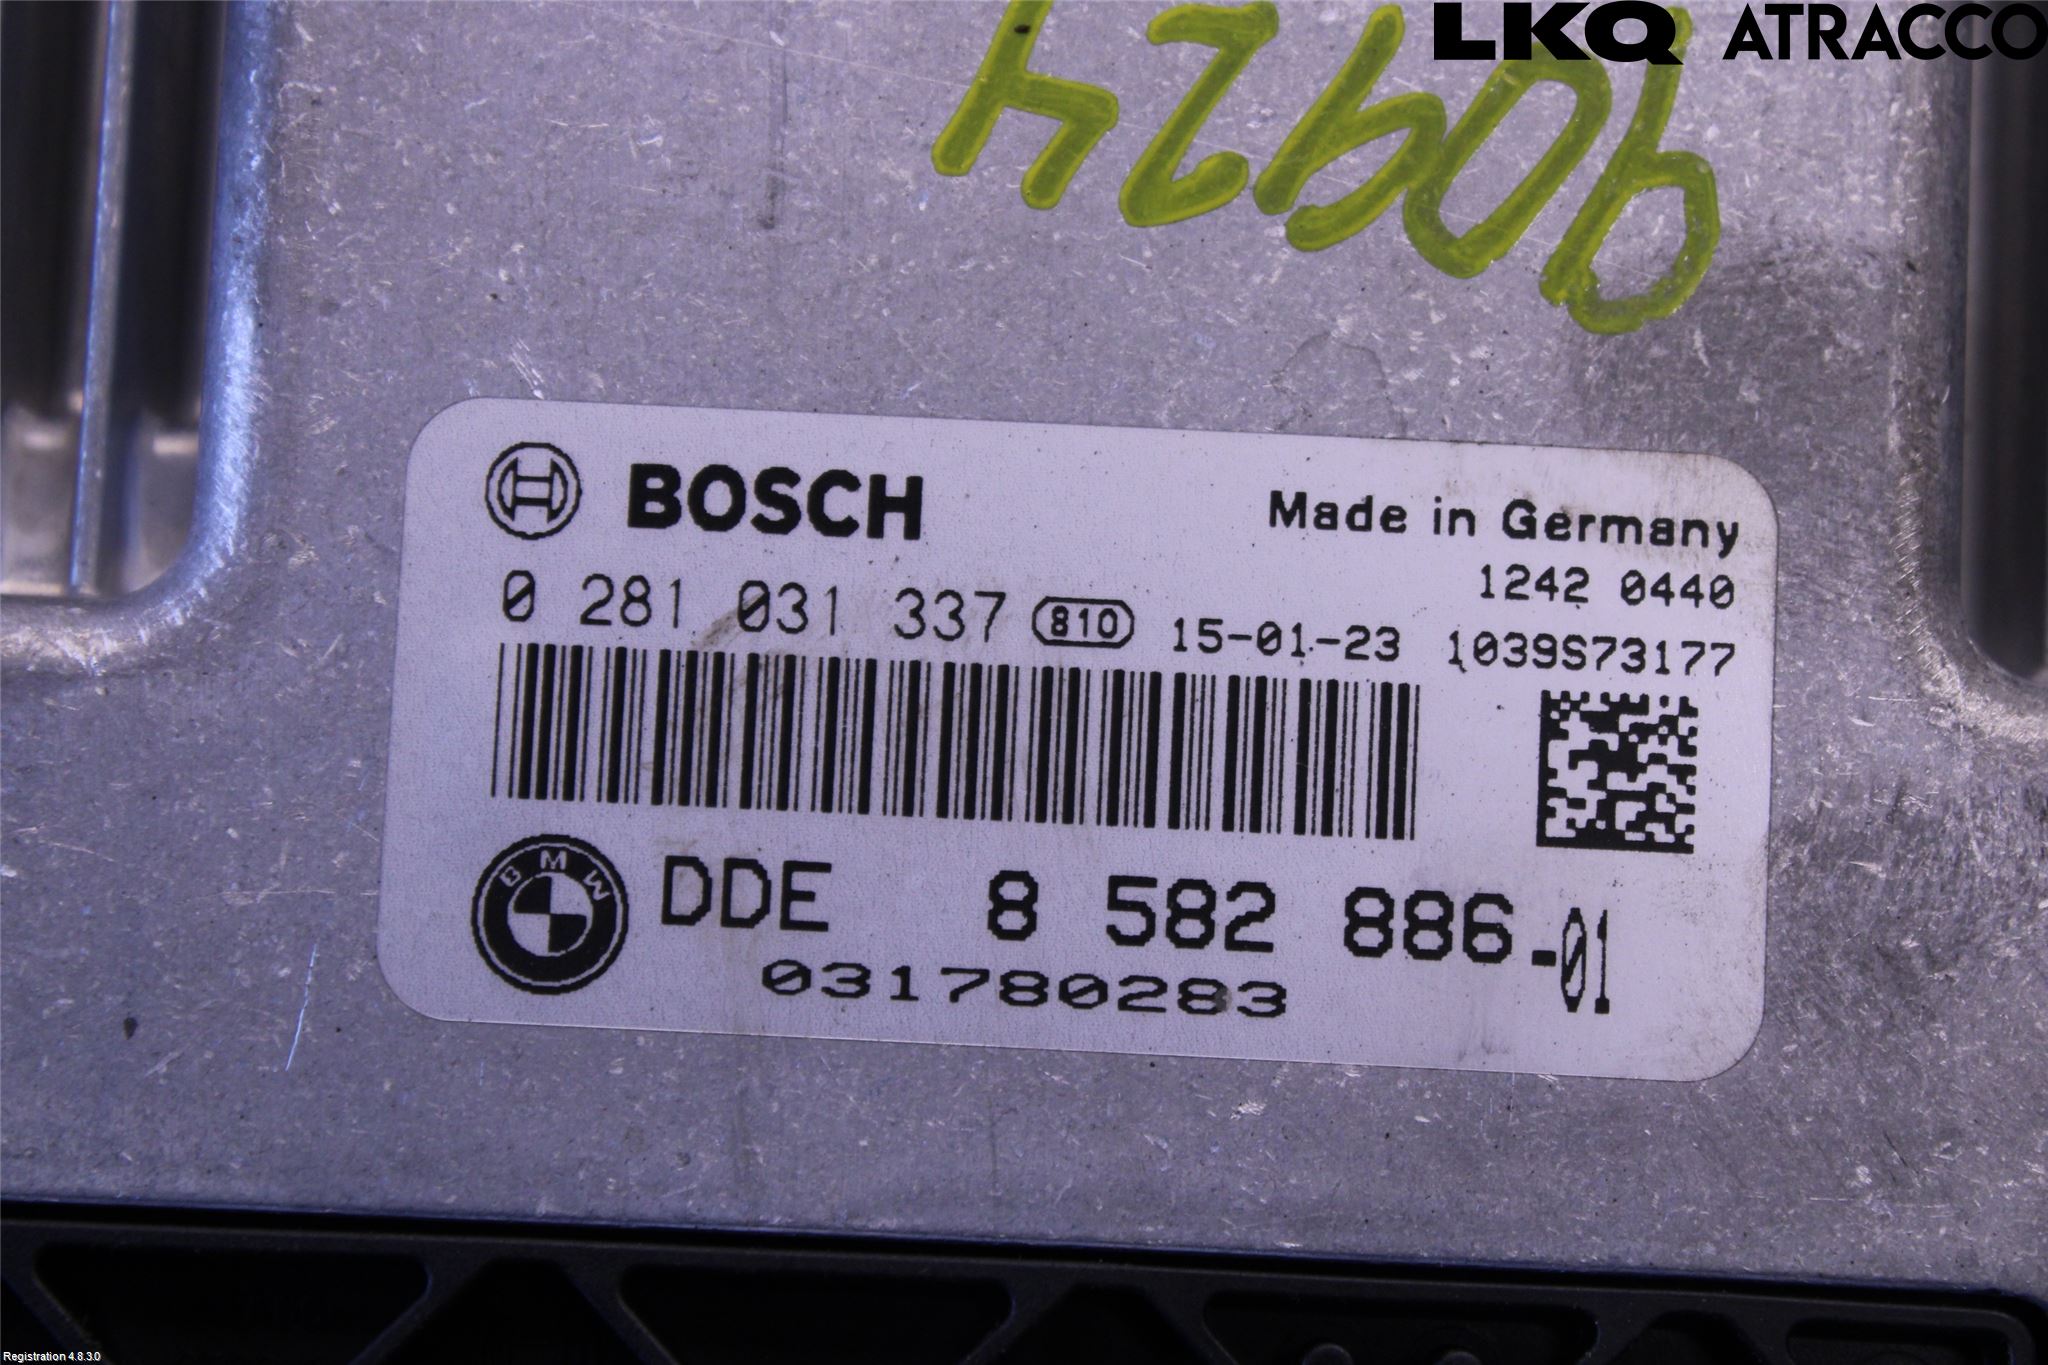 LKQ ATRACCO
BOSCH
Made in Germany
1242 0440
0 281 031 337 810 15-01-23 1039S73177
BMW
DDE 8 582 886-01
031780283
Registration 4.8.3.0